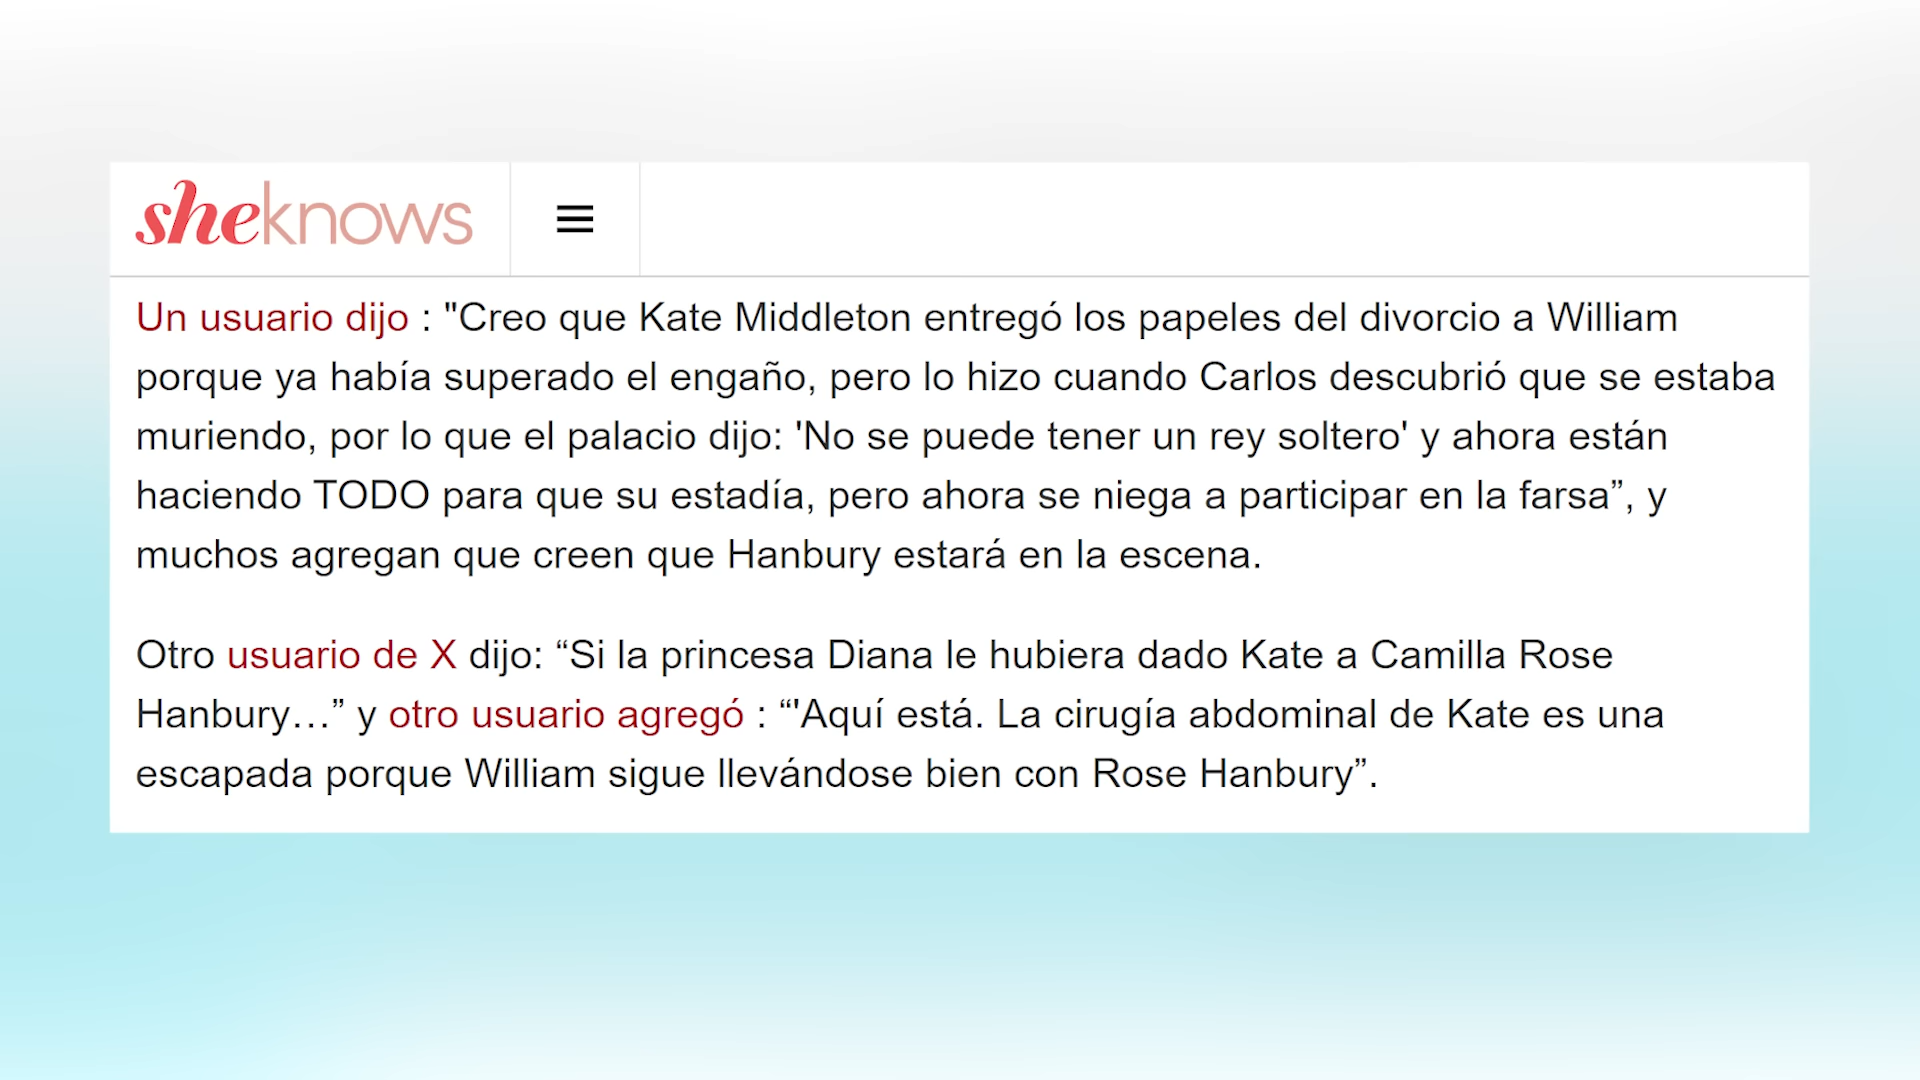 sheknows
Un usuario dijo : "Creo que Kate Middleton entregó los papeles del divorcio a William
porque ya había superado el engaño, pero lo hizo cuando Carlos descubrió que se estaba
muriendo, por lo que el palacio dijo: 'No se puede tener un rey soltero' y ahora están
haciendo TODO para que su estadía, pero ahora se niega a participar en la farsa”, y
muchos agregan que creen que Hanbury estará en la escena.
Otro usuario de X dijo: “Si la princesa Diana le hubiera dado Kate a Camilla Rose
Hanbury…” y otro usuario agregó : “'Aquí está. La cirugía abdominal de Kate es una
escapada porque William sigue llevándose bien con Rose Hanbury”.